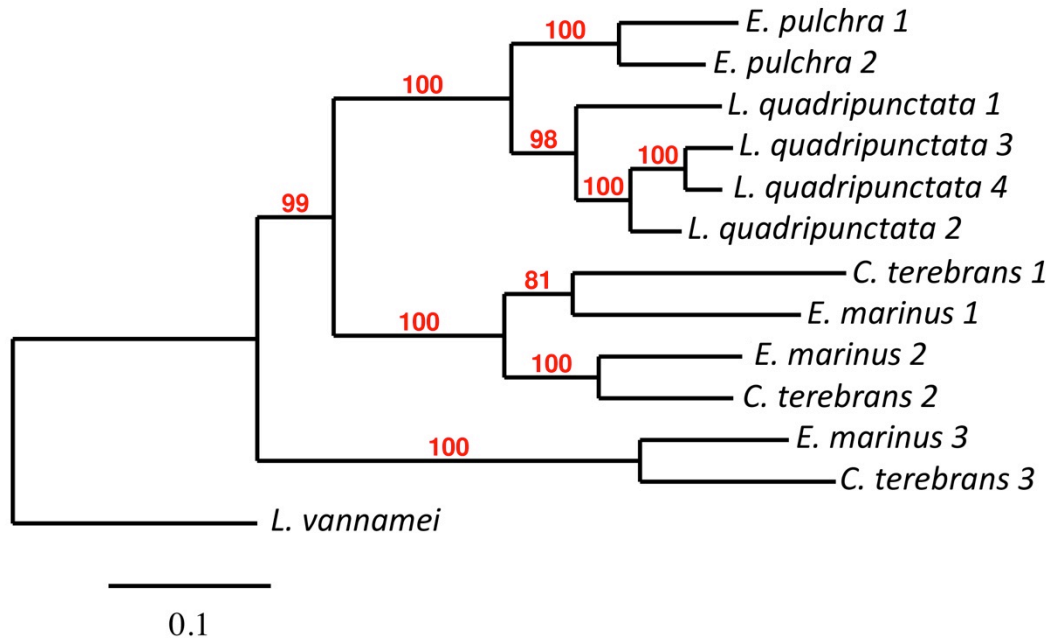 E. pulchra 1
100
E. pulchra 2
100
L. quadripunctata 1
98
100
L. quadripunctata 3
100
L. quadripunctata 4
99
L. quadripunctata 2
C. terebrans 1
81
E. marinus 1
100
E. marinus 2
100
C. terebrans 2
E. marinus 3
100
C. terebrans 3
L. vannamei
0.1